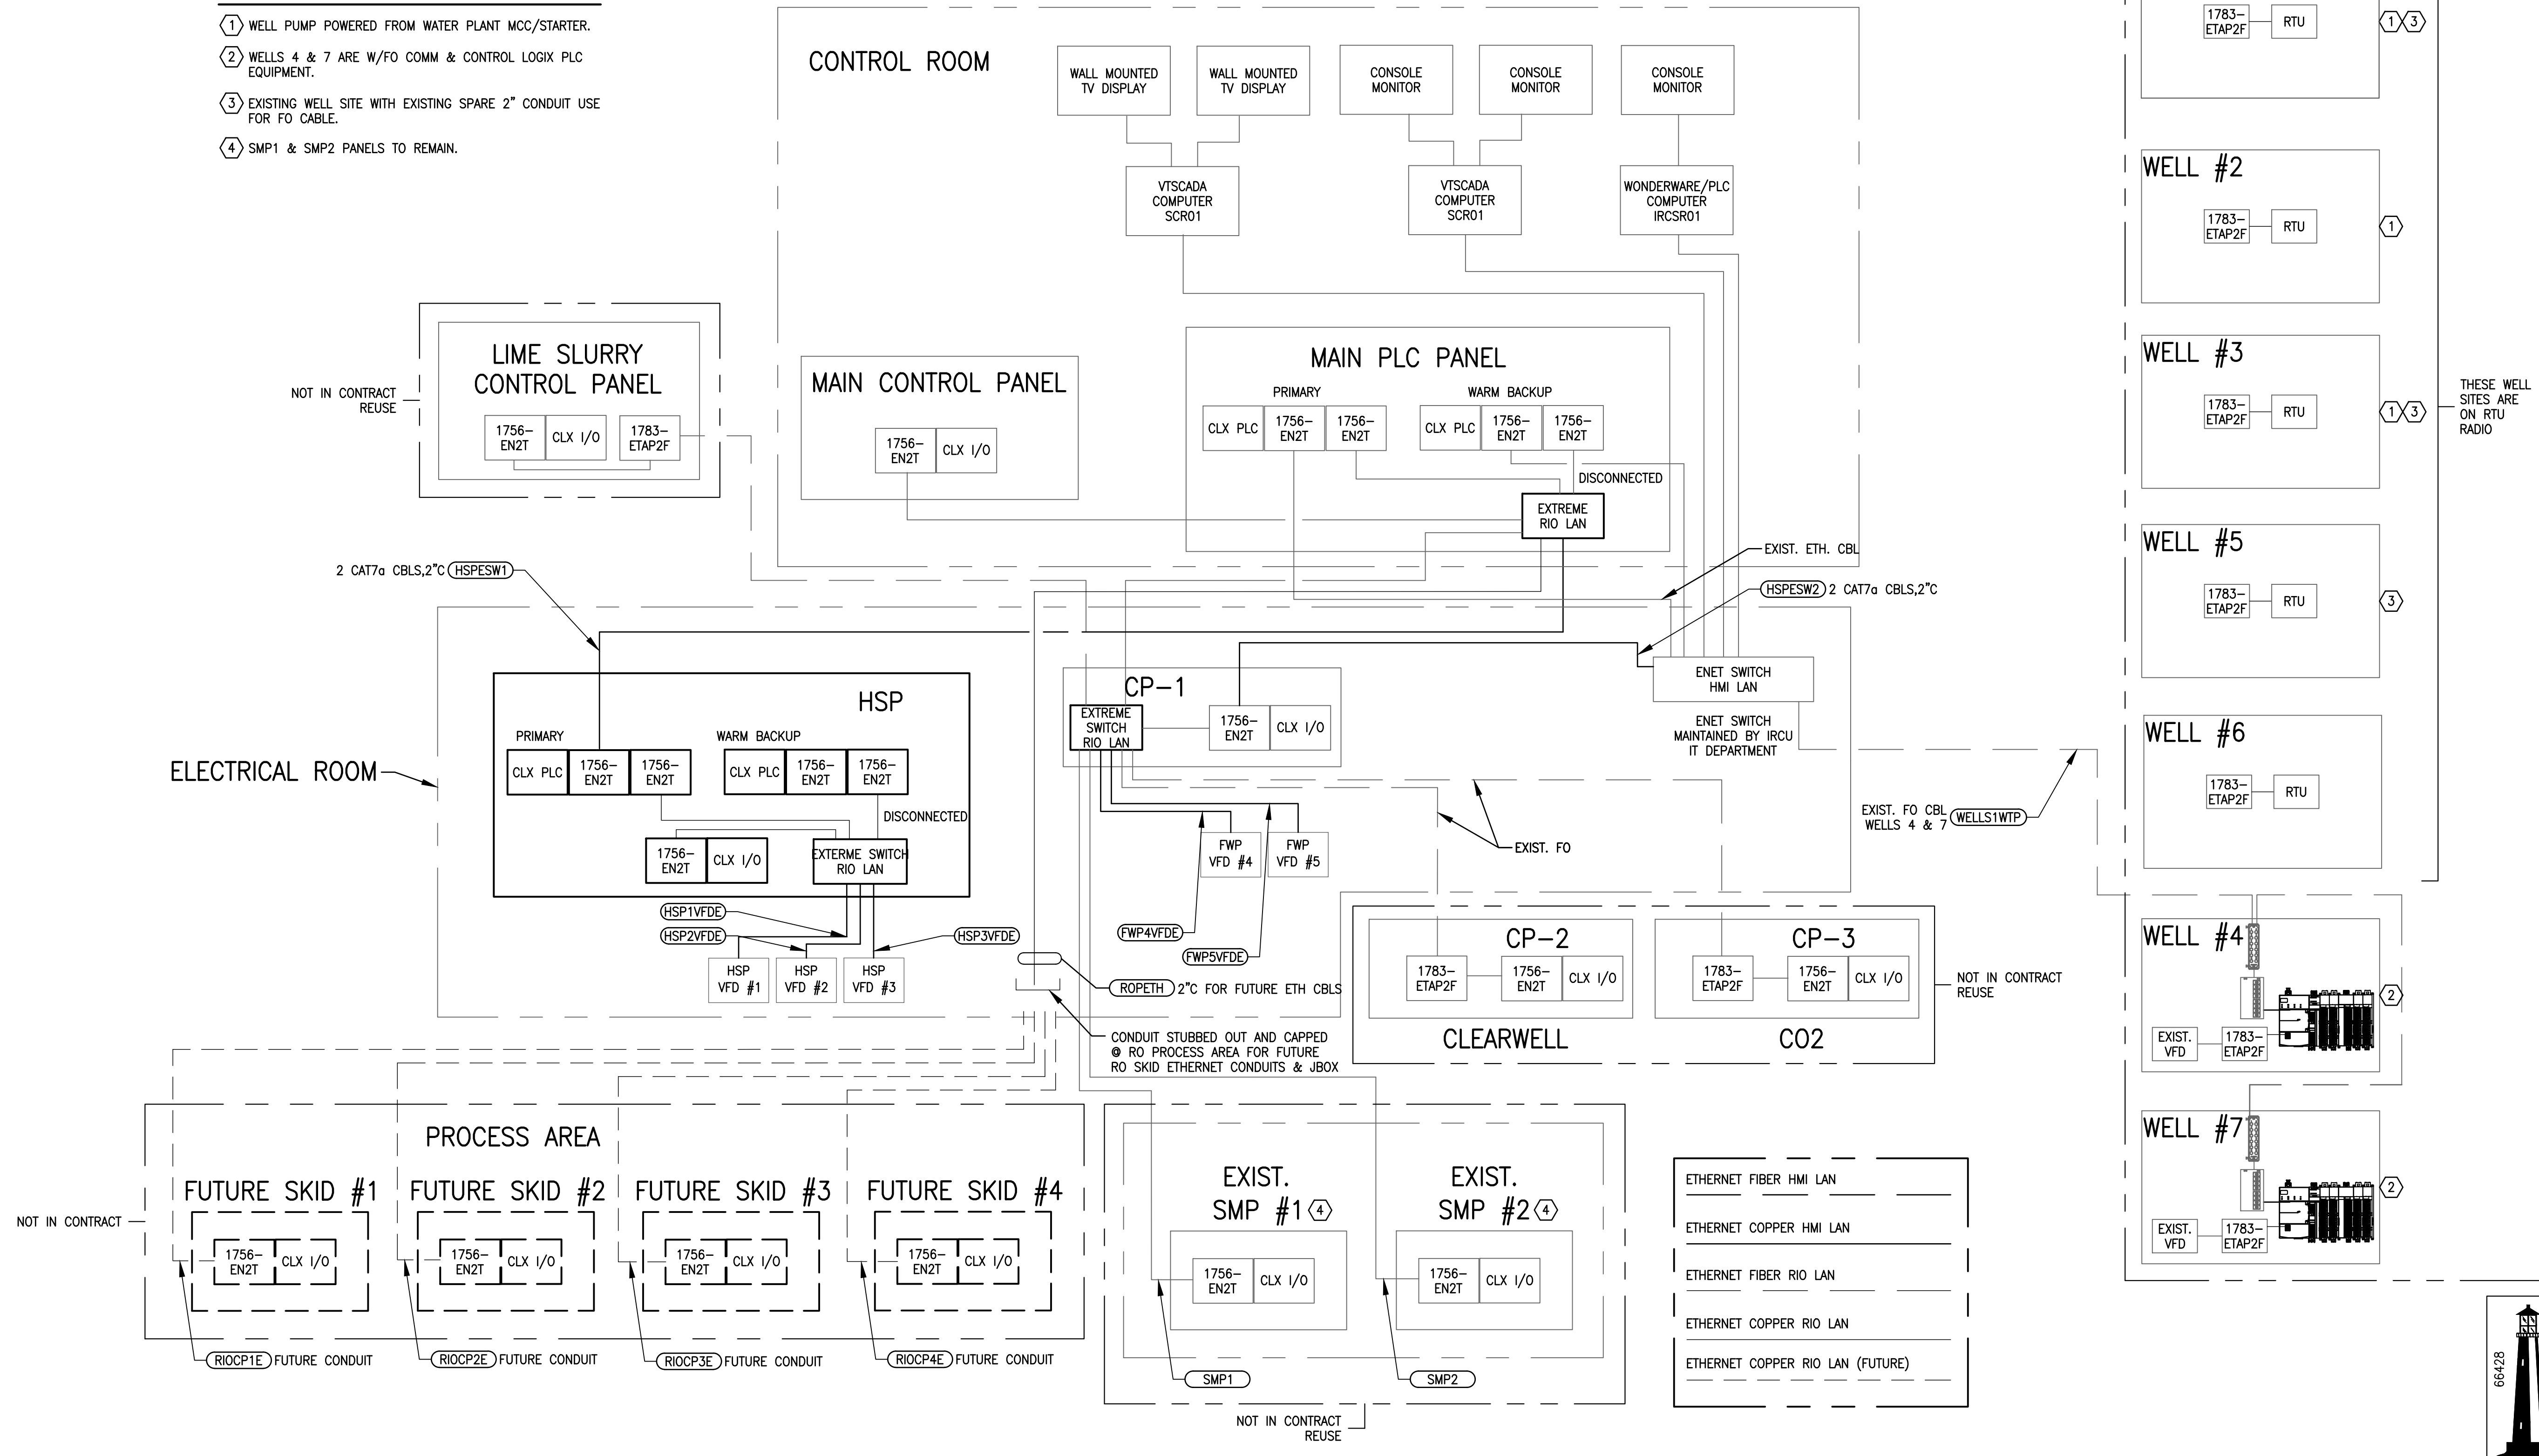 1 WELL PUMP POWERED FROM WATER PLANT MCC/STARTER.
2 WELLS 4 & 7 ARE W/FO COMM & CONTROL LOGIX PLC
EQUIPMENT.
3 EXISTING WELL SITE WITH EXISTING SPARE 2" CONDUIT USE
FOR FO CABLE.
4 SMP1 & SMP2 PANELS TO REMAIN.
CONTROL ROOM
WALL MOUNTED
TV DISPLAY
WALL MOUNTED
TV DISPLAY
CONSOLE
MONITOR
CONSOLE
MONITOR
CONSOLE
MONITOR
VTSCADA
COMPUTER
SCR01
VTSCADA
COMPUTER
SCR01
WONDERWARE/PLC
COMPUTER
IRCSR01
LIME SLURRY
CONTROL PANEL
1756-
EN2T
CLX I/O
1783-
ETAP2F
NOT IN CONTRACT
REUSE
MAIN CONTROL PANEL
1756-
EN2T
CLX I/O
MAIN PLC PANEL
PRIMARY
CLX PLC
1756-
EN2T
1756-
EN2T
WARM BACKUP
CLX PLC
1756-
EN2T
1756-
EN2T
DISCONNECTED
EXTREME
RIO LAN
EXIST. ETH. CBL
HSPESW2 2 CAT7a CBLS,2"C
2 CAT7a CBLS,2"C HSPESW1
ELECTRICAL ROOM
HSP
PRIMARY
CLX PLC
1756-
EN2T
1756-
EN2T
WARM BACKUP
CLX PLC
1756-
EN2T
1756-
EN2T
DISCONNECTED
1756-
EN2T
CLX I/O
EXTERME SWITCH
RIO LAN
HSP1VFDE
HSP2VFDE
HSP3VFDE
HSP
VFD #1
HSP
VFD #2
HSP
VFD #3
CP-1
EXTREME
SWITCH
RIO LAN
1756-
EN2T
CLX I/O
ENET SWITCH
HMI LAN
ENET SWITCH
MAINTAINED BY IRCU
IT DEPARTMENT
FWP
VFD #4
FWP
VFD #5
FWP4VFDE
FWP5VFDE
EXIST. FO
EXIST. FO CBL
WELLS 4 & 7
WELLS1WTP
ROPETH 2"C FOR FUTURE ETH CBLS
CONDUIT STUBBED OUT AND CAPPED
@ RO PROCESS AREA FOR FUTURE
RO SKID ETHERNET CONDUITS & JBOX
CP-2
1783-
ETAP2F
1756-
EN2T
CLX I/O
CLEARWELL
CP-3
1783-
ETAP2F
1756-
EN2T
CLX I/O
CO2
NOT IN CONTRACT
REUSE
PROCESS AREA
NOT IN CONTRACT
FUTURE SKID #1
1756-
EN2T
CLX I/O
RIOCP1E FUTURE CONDUIT
FUTURE SKID #2
1756-
EN2T
CLX I/O
RIOCP2E FUTURE CONDUIT
FUTURE SKID #3
1756-
EN2T
CLX I/O
RIOCP3E FUTURE CONDUIT
FUTURE SKID #4
1756-
EN2T
CLX I/O
RIOCP4E FUTURE CONDUIT
EXIST.
SMP #1 4
1756-
EN2T
CLX I/O
SMP1
EXIST.
SMP #2 4
1756-
EN2T
CLX I/O
SMP2
NOT IN CONTRACT
REUSE
ETHERNET FIBER HMI LAN
ETHERNET COPPER HMI LAN
ETHERNET FIBER RIO LAN
ETHERNET COPPER RIO LAN
ETHERNET COPPER RIO LAN (FUTURE)
1783-
ETAP2F
RTU
1 3
WELL #2
1783-
ETAP2F
RTU
1
WELL #3
1783-
ETAP2F
RTU
1 3
THESE WELL
SITES ARE
ON RTU
RADIO
WELL #5
1783-
ETAP2F
RTU
3
WELL #6
1783-
ETAP2F
RTU
WELL #4
2
EXIST.
VFD
1783-
ETAP2F
WELL #7
2
EXIST.
VFD
1783-
ETAP2F
66428